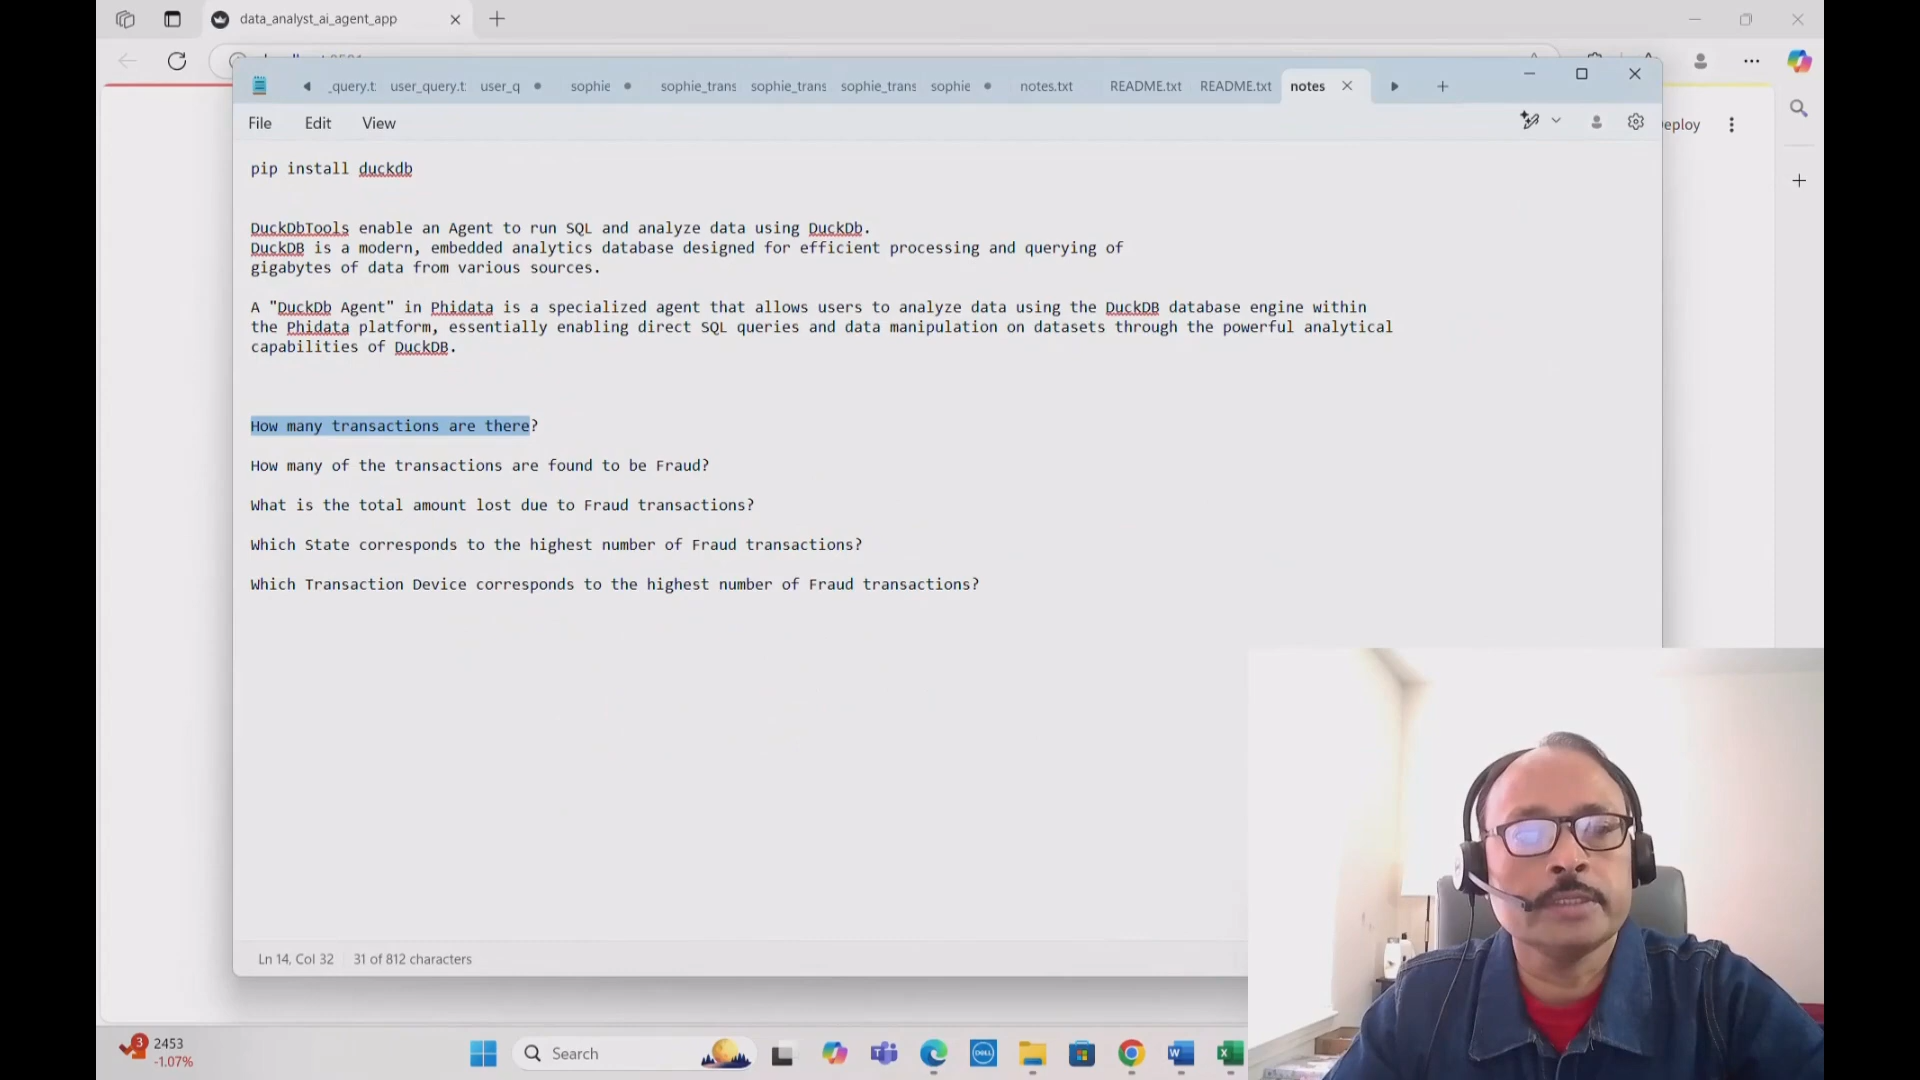 data_analyst_ai_agent_app
_query.t
user_query.t
user_q
sophie
sophie_trans
sophie_trans
sophie_trans
sophie
notes.txt
README.txt
README.txt
notes
File
Edit
View
eploy
pip install duckdb
DuckDbTools enable an Agent to run SQL and analyze data using DuckDb.
DuckDB is a modern, embedded analytics database designed for efficient processing and querying of
gigabytes of data from various sources.
A "DuckDb Agent" in Phidata is a specialized agent that allows users to analyze data using the DuckDB database engine within
the Phidata platform, essentially enabling direct SQL queries and data manipulation on datasets through the powerful analytical
capabilities of DuckDB.
How many transactions are there?
How many of the transactions are found to be Fraud?
What is the total amount lost due to Fraud transactions?
Which State corresponds to the highest number of Fraud transactions?
Which Transaction Device corresponds to the highest number of Fraud transactions?
Ln 14, Col 32
31 of 812 characters
3
2453
-1.07%
Search
DELL